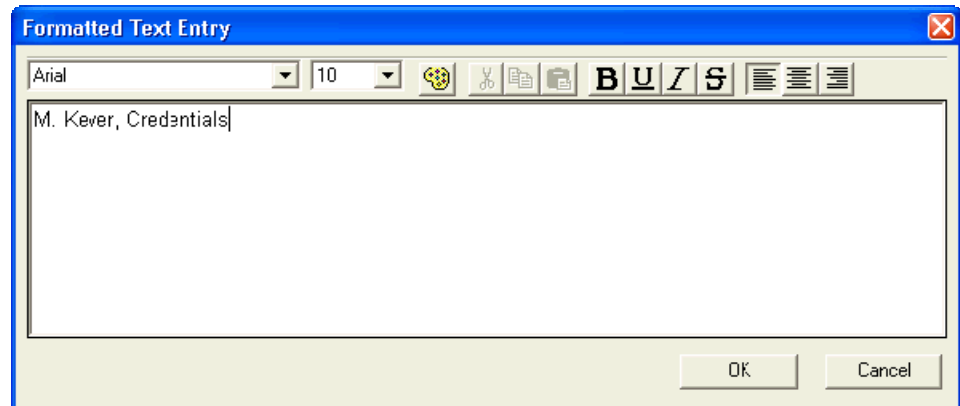 Formatted Text Entry
Arial 10 B U I S
M. Kever, Credentials
OK Cancel